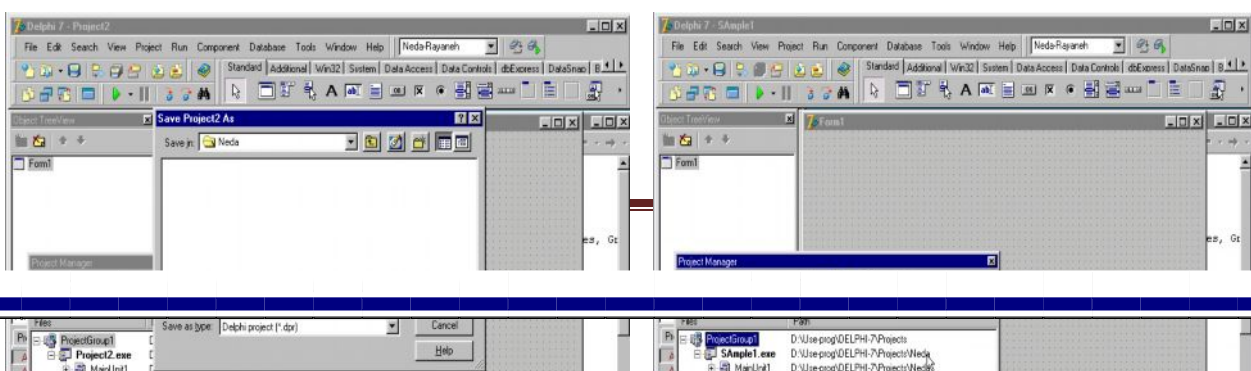 Delphi 7 - Project2
File Edit Search View Project Run Component Database Tools Window Help Neda-Rayaneh
Standard Additional Win32 System Data Access Data Controls dbExpress DataSnap
Object TreeView
Save Project2 As
Save in: Neda
Form1
es, Gr
Project Manager
Files
Save as type: Delphi project (*.dpr) Cancel
ProjectGroup1
Project2.exe
Help
MainUnit1
Delphi 7 - SAmple1
File Edit Search View Project Run Component Database Tools Window Help Neda-Rayaneh
Standard Additional Win32 System Data Access Data Controls dbExpress DataSnap
Object TreeView
Form1
Form1
es, Gr
Project Manager
Files Path
ProjectGroup1 D:\Use-prog\DELPHI-7\Projects
SAmple1.exe D:\Use-prog\DELPHI-7\Projects\Neda
MainUnit1 D:\Use-prog\DELPHI-7\Projects\Neda